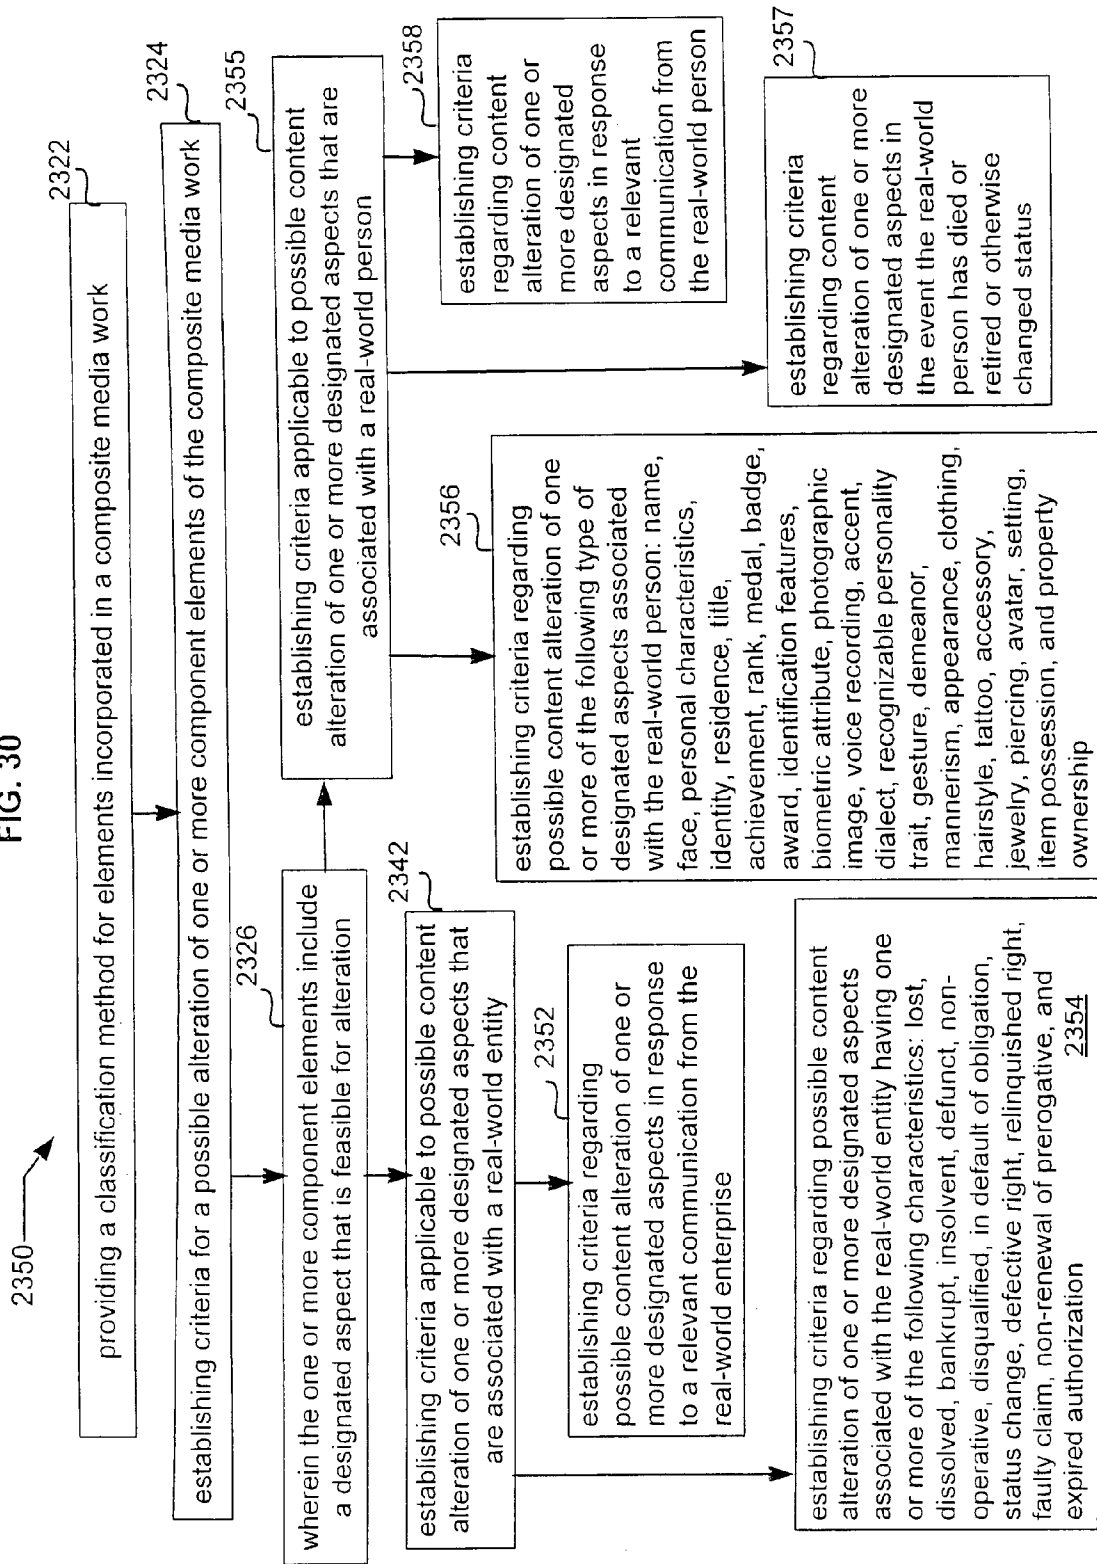 FIG. 30
2350
2322
providing a classification method for elements incorporated in a composite media work
2324
establishing criteria for a possible alteration of one or more component elements of the composite media work
2326
wherein the one or more component elements include
a designated aspect that is feasible for alteration
2355
establishing criteria applicable to possible content
alteration of one or more designated aspects that are
associated with a real-world person
2342
establishing criteria applicable to possible content
alteration of one or more designated aspects that
are associated with a real-world entity
2358
establishing criteria
regarding content
alteration of one or
more designated
aspects in response
to a relevant
communication from
the real-world person
2352
establishing criteria regarding
possible content alteration of one or
more designated aspects in response
to a relevant communication from the
real-world enterprise
2356
establishing criteria regarding
possible content alteration of one
or more of the following type of
designated aspects associated
with the real-world person: name,
face, personal characteristics,
identity, residence, title,
achievement, rank, medal, badge,
award, identification features,
biometric attribute, photographic
image, voice recording, accent,
dialect, recognizable personality
trait, gesture, demeanor,
mannerism, appearance, clothing,
hairstyle, tattoo, accessory,
jewelry, piercing, avatar, setting,
item possession, and property
ownership
2357
establishing criteria
regarding content
alteration of one or more
designated aspects in
the event the real-world
person has died or
retired or otherwise
changed status
establishing criteria regarding possible content
alteration of one or more designated aspects
associated with the real-world entity having one
or more of the following characteristics: lost,
dissolved, bankrupt, insolvent, defunct, non-
operative, disqualified, in default of obligation,
status change, defective right, relinquished right,
faulty claim, non-renewal of prerogative, and
expired authorization
2354